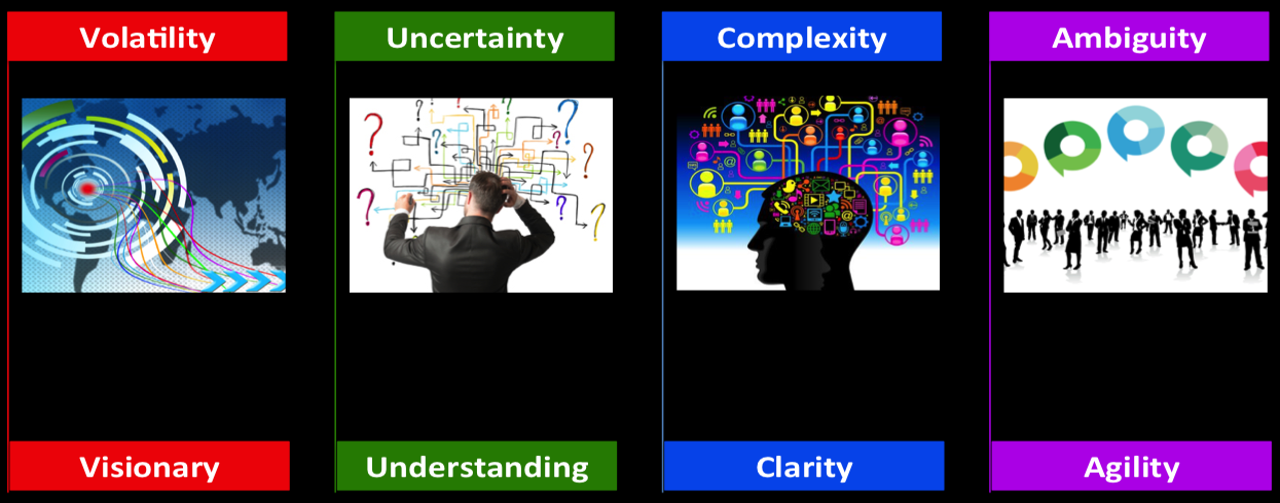 Volatility
Uncertainty
Complexity
Ambiguity
Visionary
Understanding
Clarity
Agility